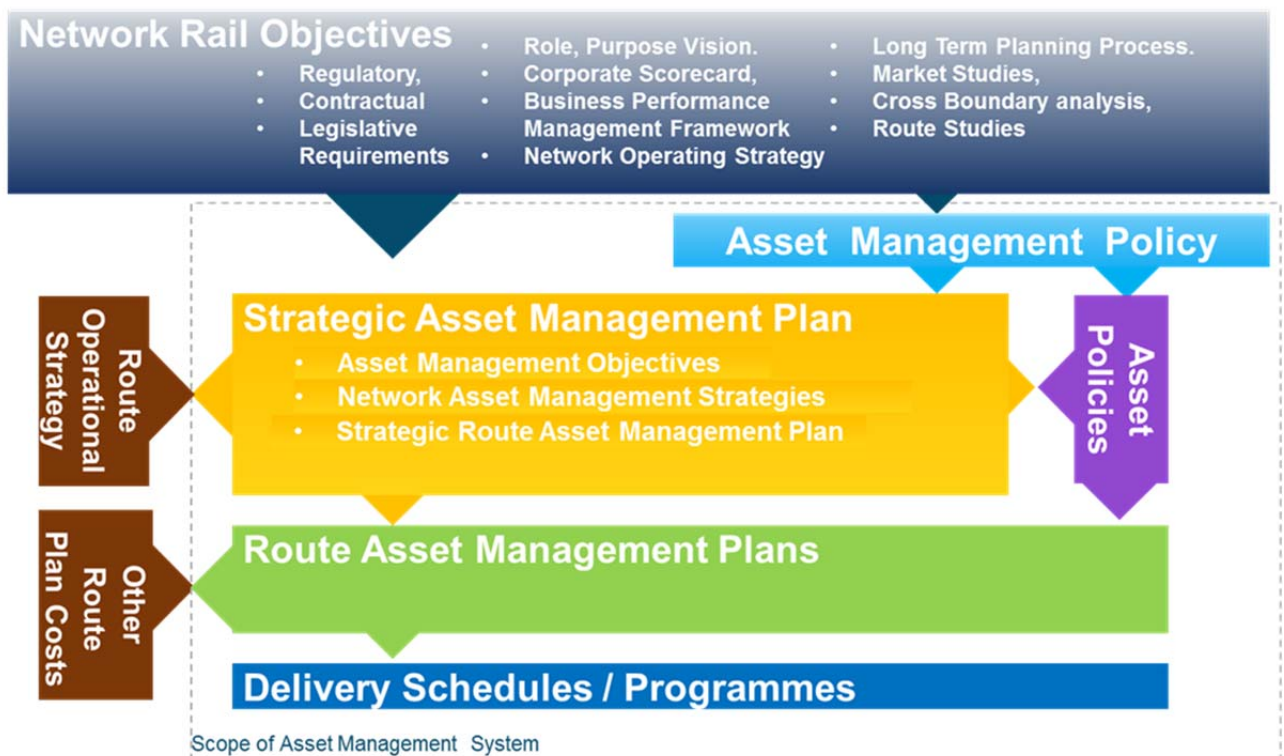 Network Rail Objectives
• Regulatory,
• Contractual
• Legislative
Requirements
• Role, Purpose Vision.
• Corporate Scorecard,
• Business Performance
Management Framework
• Network Operating Strategy
• Long Term Planning Process.
• Market Studies,
• Cross Boundary analysis,
• Route Studies
Asset Management Policy
Route
Operational
Strategy
Strategic Asset Management Plan
• Asset Management Objectives
• Network Asset Management Strategies
• Strategic Route Asset Management Plan
Asset
Policies
Other
Route
Plan Costs
Route Asset Management Plans
Delivery Schedules / Programmes
Scope of Asset Management System